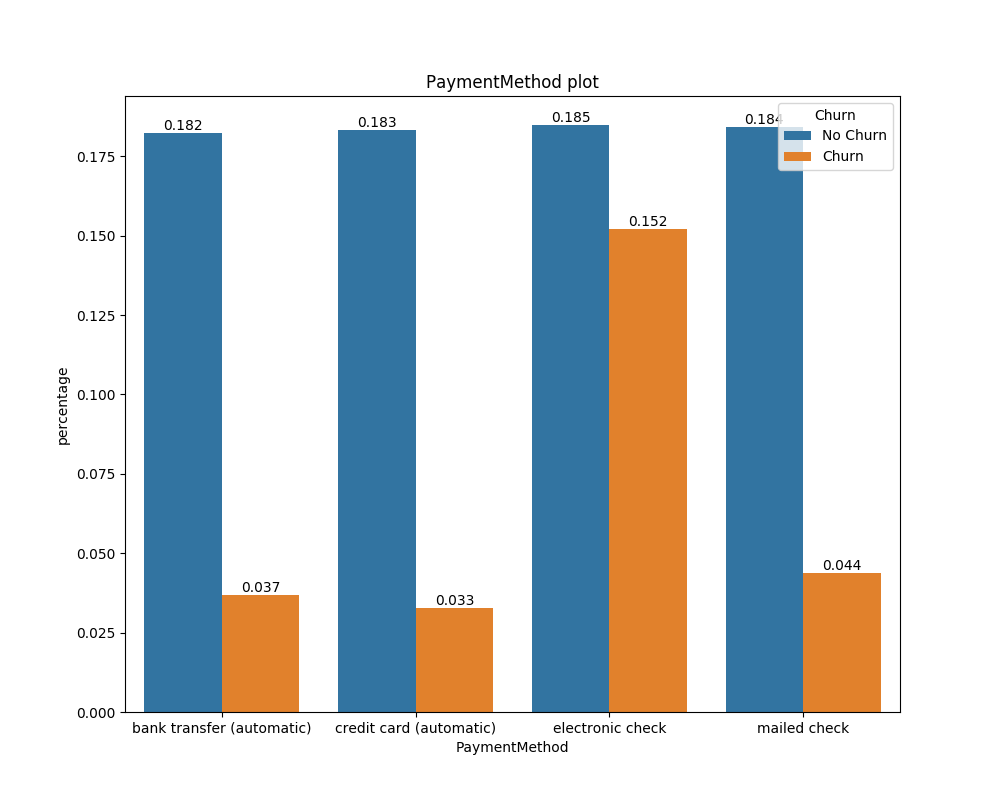 PaymentMethod plot
0.182
0.183
0.185
0.184
Churn
No Churn
Churn
0.175
0.150
0.125
0.100
0.075
0.050
0.025
0.000
percentage
0.152
0.037
0.033
0.044
bank transfer (automatic)
credit card (automatic)
electronic check
mailed check
PaymentMethod